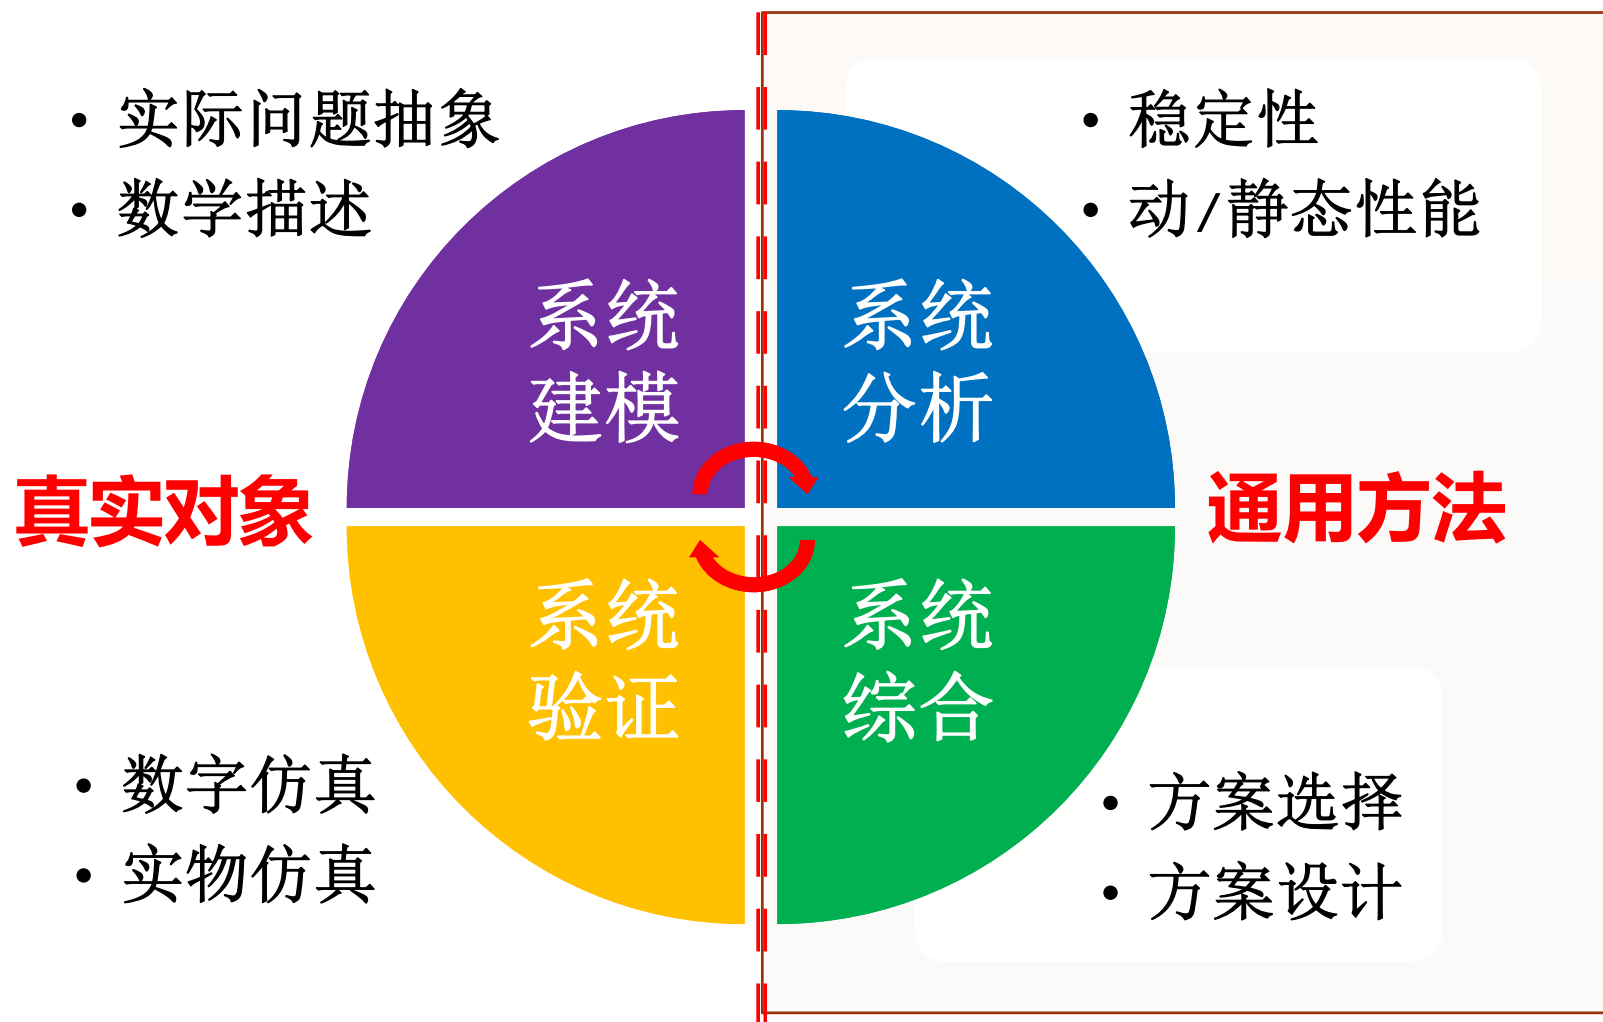 • 实际问题抽象
• 数学描述
系统
建模
• 稳定性
• 动/静态性能
系统
分析
真实对象
通用方法
系统
验证
• 数字仿真
• 实物仿真
系统
综合
• 方案选择
• 方案设计